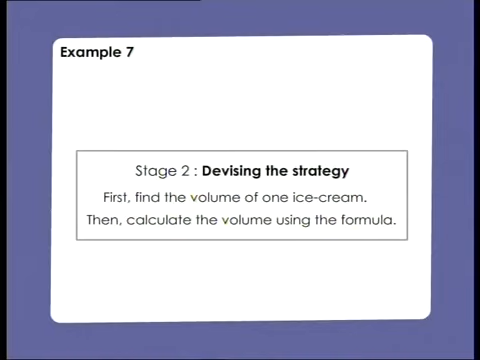 Example 7
Stage 2 : Devising the strategy
First, find the volume of one ice-cream.
Then, calculate the volume using the formula.